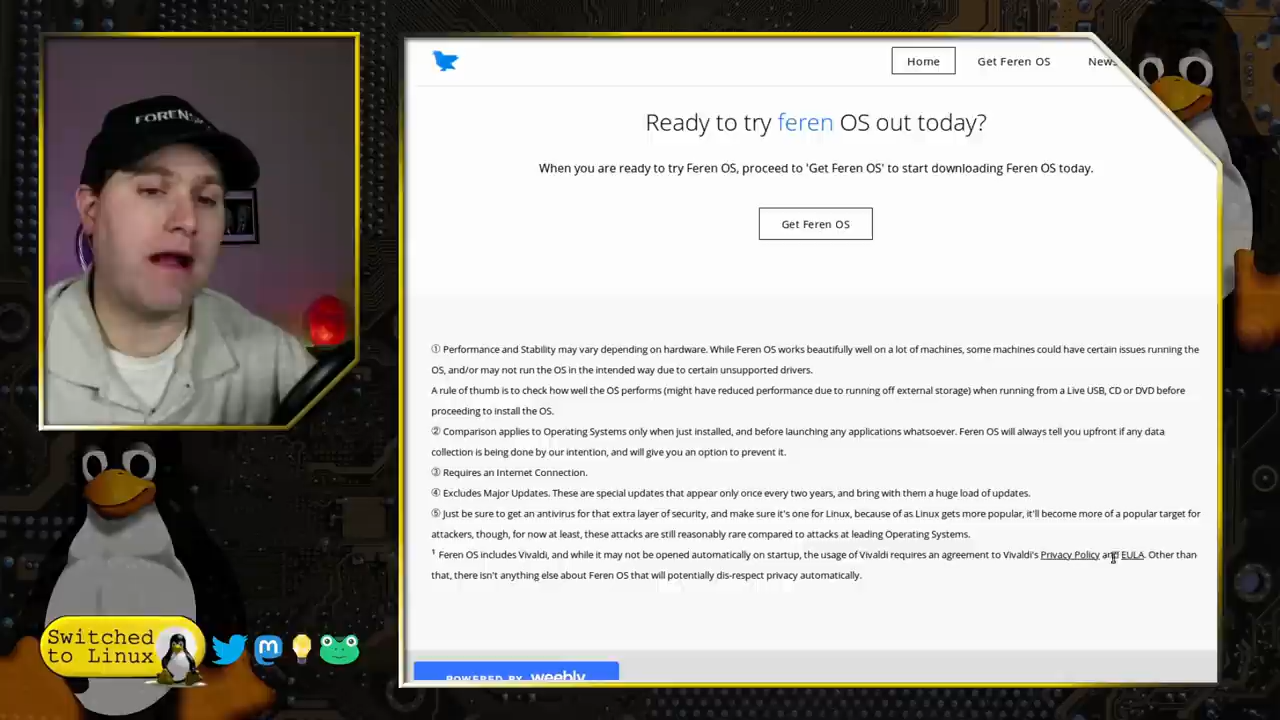 FORENS
Home
Get Feren OS
News
Ready to try feren OS out today?
When you are ready to try Feren OS, proceed to 'Get Feren OS' to start downloading Feren OS today.
Get Feren OS
① Performance and Stability may vary depending on hardware. While Feren OS works beautifully well on a lot of machines, some machines could have certain issues running the
OS, and/or may not run the OS in the intended way due to certain unsupported drivers.
A rule of thumb is to check how well the OS performs (might have reduced performance due to running off external storage) when running from a Live USB, CD or DVD before
proceeding to install the OS.
② Comparison applies to Operating Systems only when just installed, and before launching any applications whatsoever. Feren OS will always tell you upfront if any data
collection is being done by our intention, and will give you an option to prevent it.
③ Requires an Internet Connection.
④ Excludes Major Updates. These are special updates that appear only once every two years, and bring with them a huge load of updates.
⑤ Just be sure to get an antivirus for that extra layer of security, and make sure it's one for Linux, because of as Linux gets more popular, it'll become more of a popular target for
attackers, though, for now at least, these attacks are still reasonably rare compared to attacks at leading Operating Systems.
¹ Feren OS includes Vivaldi, and while it may not be opened automatically on startup, the usage of Vivaldi requires an agreement to Vivaldi's Privacy Policy and EULA. Other than
that, there isn't anything else about Feren OS that will potentially dis-respect privacy automatically.
POWERED BY weebly
Switched
to Linux